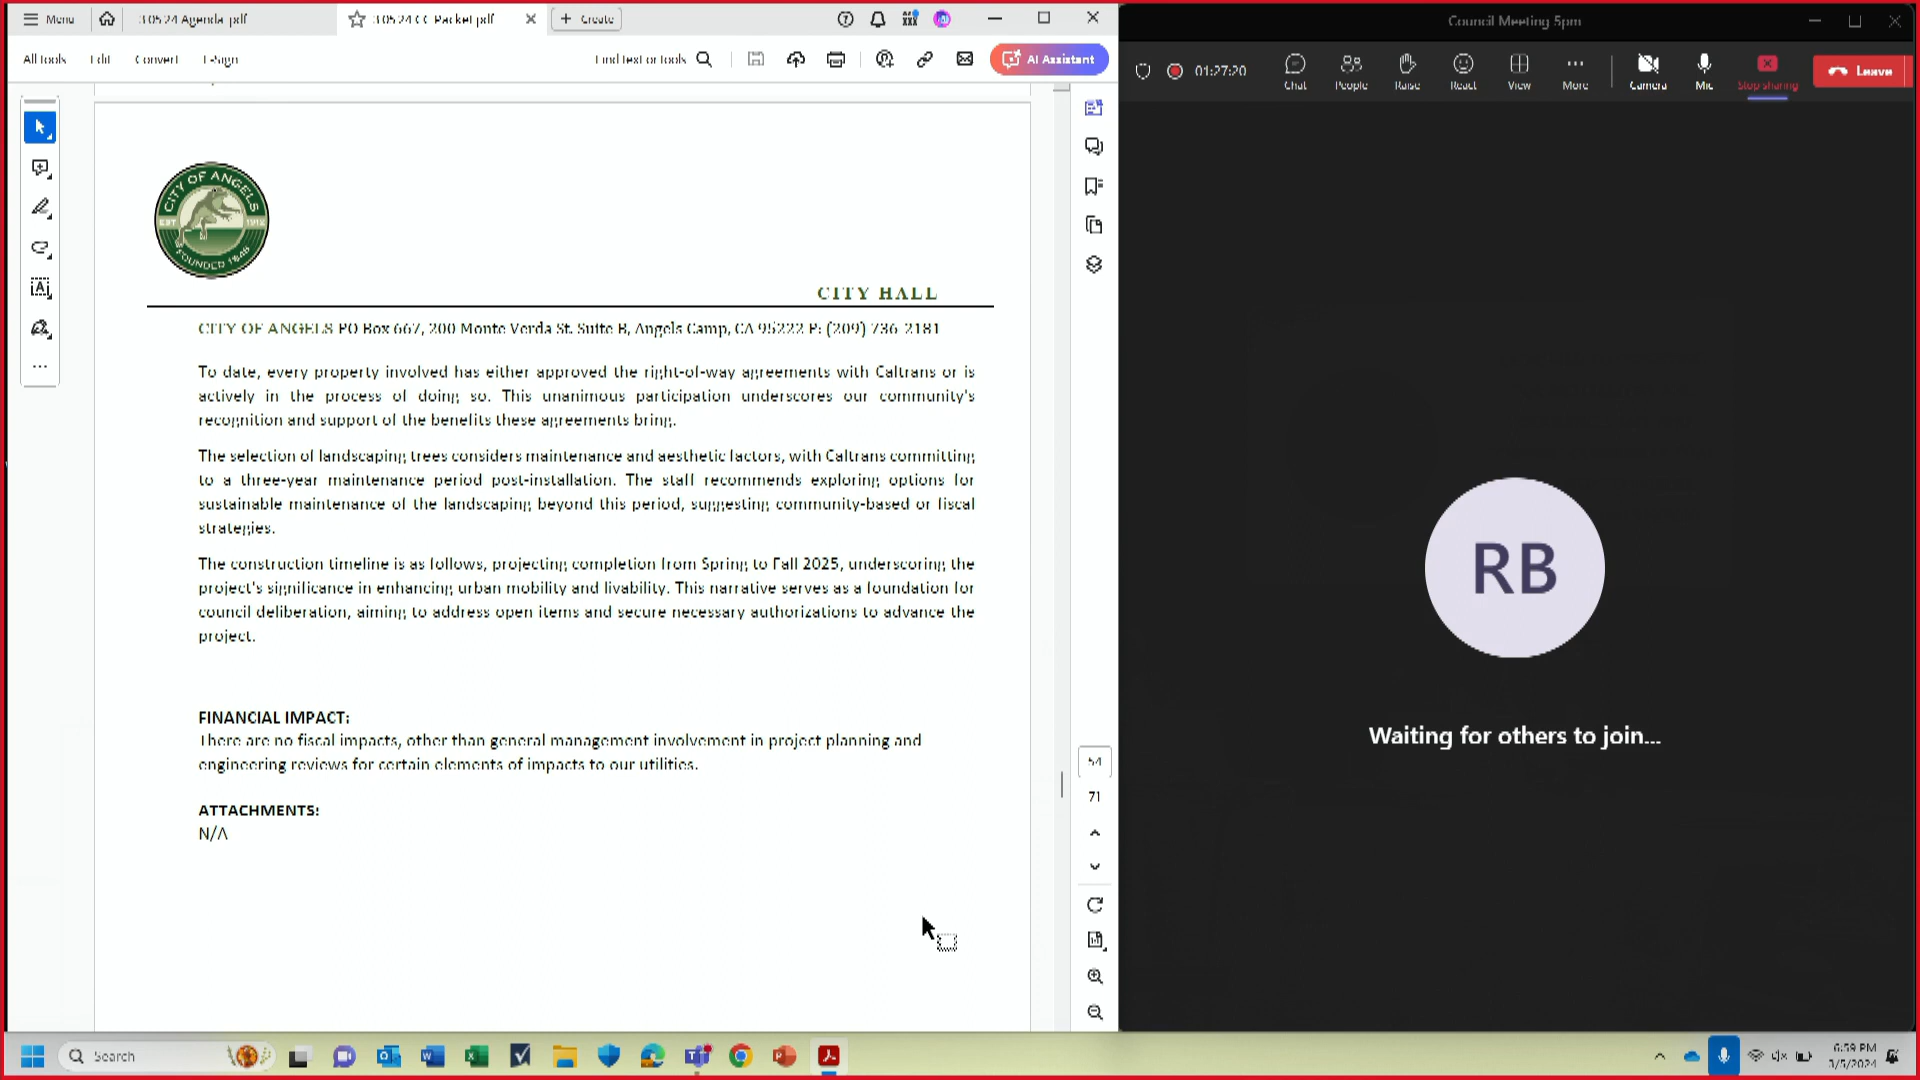 Menu
3 05 24 Agenda pdf
3 05 24 CC Packet pdf
Create
All tools
Edit
Convert
E-Sign
Find text or tools
AI Assistant
CITY OF ANGELS
EST 1912
FOUNDED 1848
CITY HALL
CITY OF ANGELS PO Box 667, 200 Monte Verda St. Suite B, Angels Camp, CA 95222 P: (209) 736 2181
To date, every property involved has either approved the right-of-way agreements with Caltrans or is
actively in the process of doing so. This unanimous participation underscores our community's
recognition and support of the benefits these agreements bring.
The selection of landscaping trees considers maintenance and aesthetic factors, with Caltrans committing
to a three-year maintenance period post-installation. The staff recommends exploring options for
sustainable maintenance of the landscaping beyond this period, suggesting community-based or fiscal
strategies.
The construction timeline is as follows, projecting completion from Spring to Fall 2025, underscoring the
project's significance in enhancing urban mobility and livability. This narrative serves as a foundation for
council deliberation, aiming to address open items and secure necessary authorizations to advance the
project.
FINANCIAL IMPACT:
There are no fiscal impacts, other than general management involvement in project planning and
engineering reviews for certain elements of impacts to our utilities.
ATTACHMENTS:
N/A
54
71
Council Meeting 5pm
01:27:20
Chat
People
Raise
React
View
More
Camera
Mic
Stop sharing
Leave
RB
Waiting for others to join...
Search
6:59 PM
3/5/2024